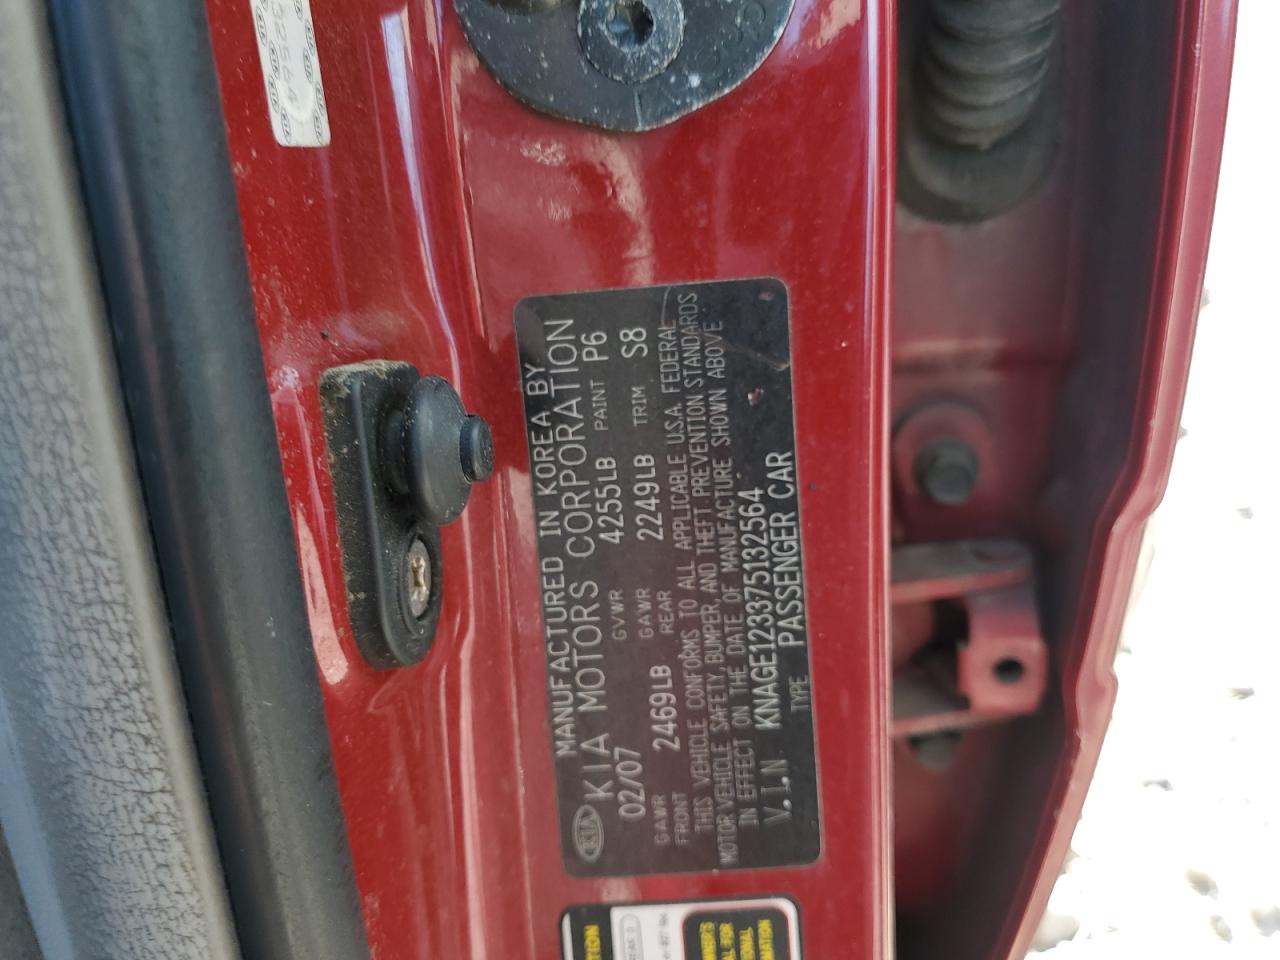 MANUFACTURED IN KOREA BY
KIA KIA MOTORS CORPORATION
02/07 GVWR 4255LB PAINT P6
GAWR FRONT 2469LB GAWR REAR 2249LB TRIM S8
THIS VEHICLE CONFORMS TO ALL APPLICABLE U.S.A. FEDERAL
MOTOR VEHICLE SAFETY, BUMPER, AND THEFT PREVENTION STANDARDS
IN EFFECT ON THE DATE OF MANUFACTURE SHOWN ABOVE
V.I.N KNAGE123375132564
TYPE PASSENGER CAR